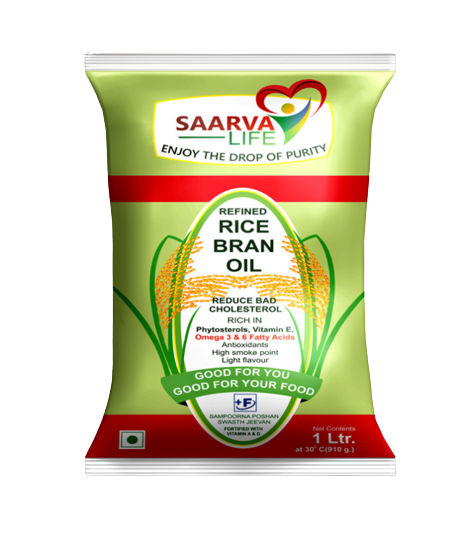 SAARVA
LIFE
ENJOY THE DROP OF PURITY
REFINED
RICE
BRAN
OIL
REDUCE BAD
CHOLESTEROL
RICH IN
Phytosterols, Vitamin E,
Omega 3 & 6 Fatty Acids
Antioxidants
High smoke point
Light flavour
GOOD FOR YOU
GOOD FOR YOUR FOOD
+F
SAMPOORNA POSHAN
SWASTH JEEVAN
FORTIFIED WITH
VITAMIN A & D
Net Contents
1 Ltr.
at 30° C(910 g.)